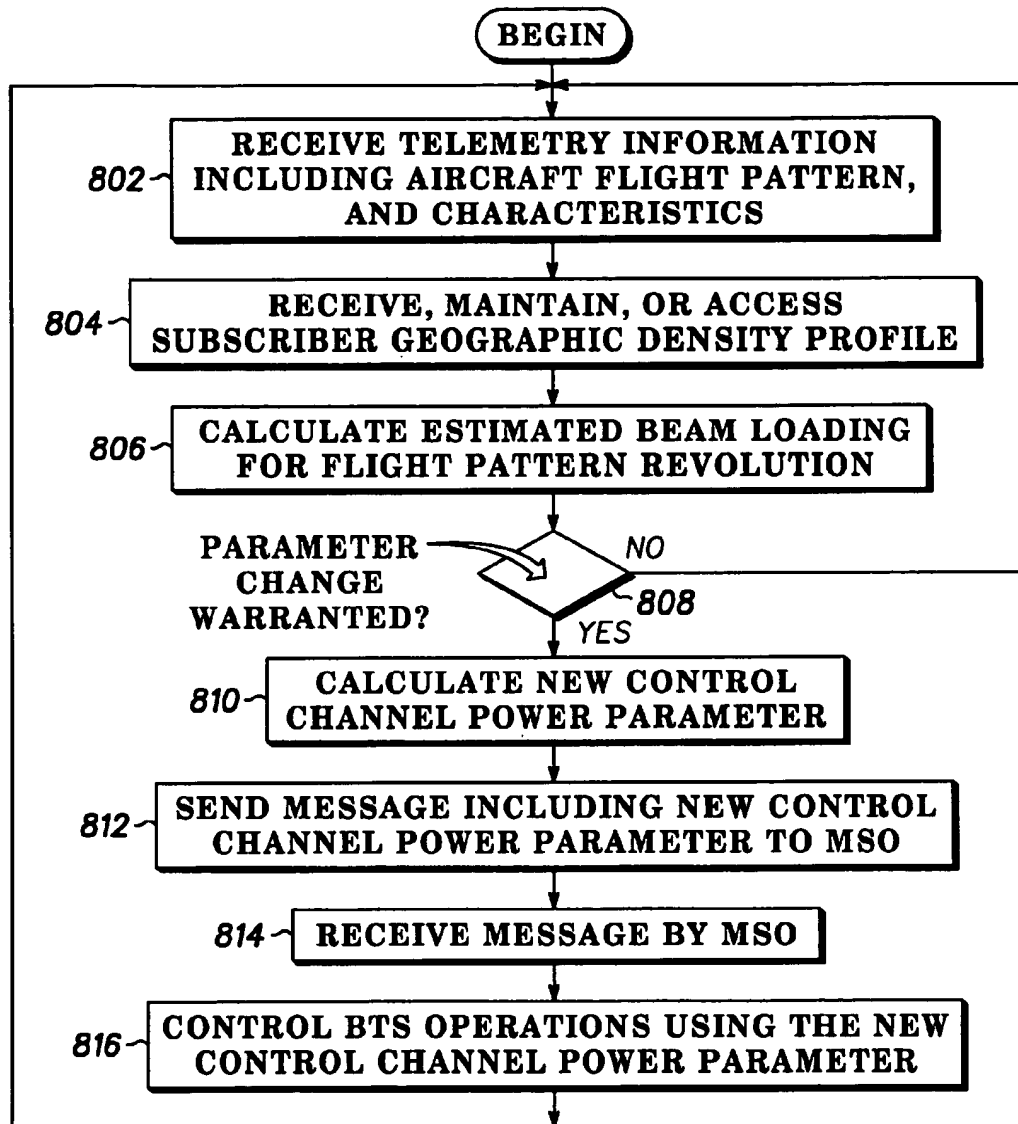 BEGIN
802
RECEIVE TELEMETRY INFORMATION
INCLUDING AIRCRAFT FLIGHT PATTERN,
AND CHARACTERISTICS
804
RECEIVE, MAINTAIN, OR ACCESS
SUBSCRIBER GEOGRAPHIC DENSITY PROFILE
806
CALCULATE ESTIMATED BEAM LOADING
FOR FLIGHT PATTERN REVOLUTION
PARAMETER
CHANGE
WARRANTED?
NO
808
YES
810
CALCULATE NEW CONTROL
CHANNEL POWER PARAMETER
812
SEND MESSAGE INCLUDING NEW CONTROL
CHANNEL POWER PARAMETER TO MSO
814
RECEIVE MESSAGE BY MSO
816
CONTROL BTS OPERATIONS USING THE NEW
CONTROL CHANNEL POWER PARAMETER